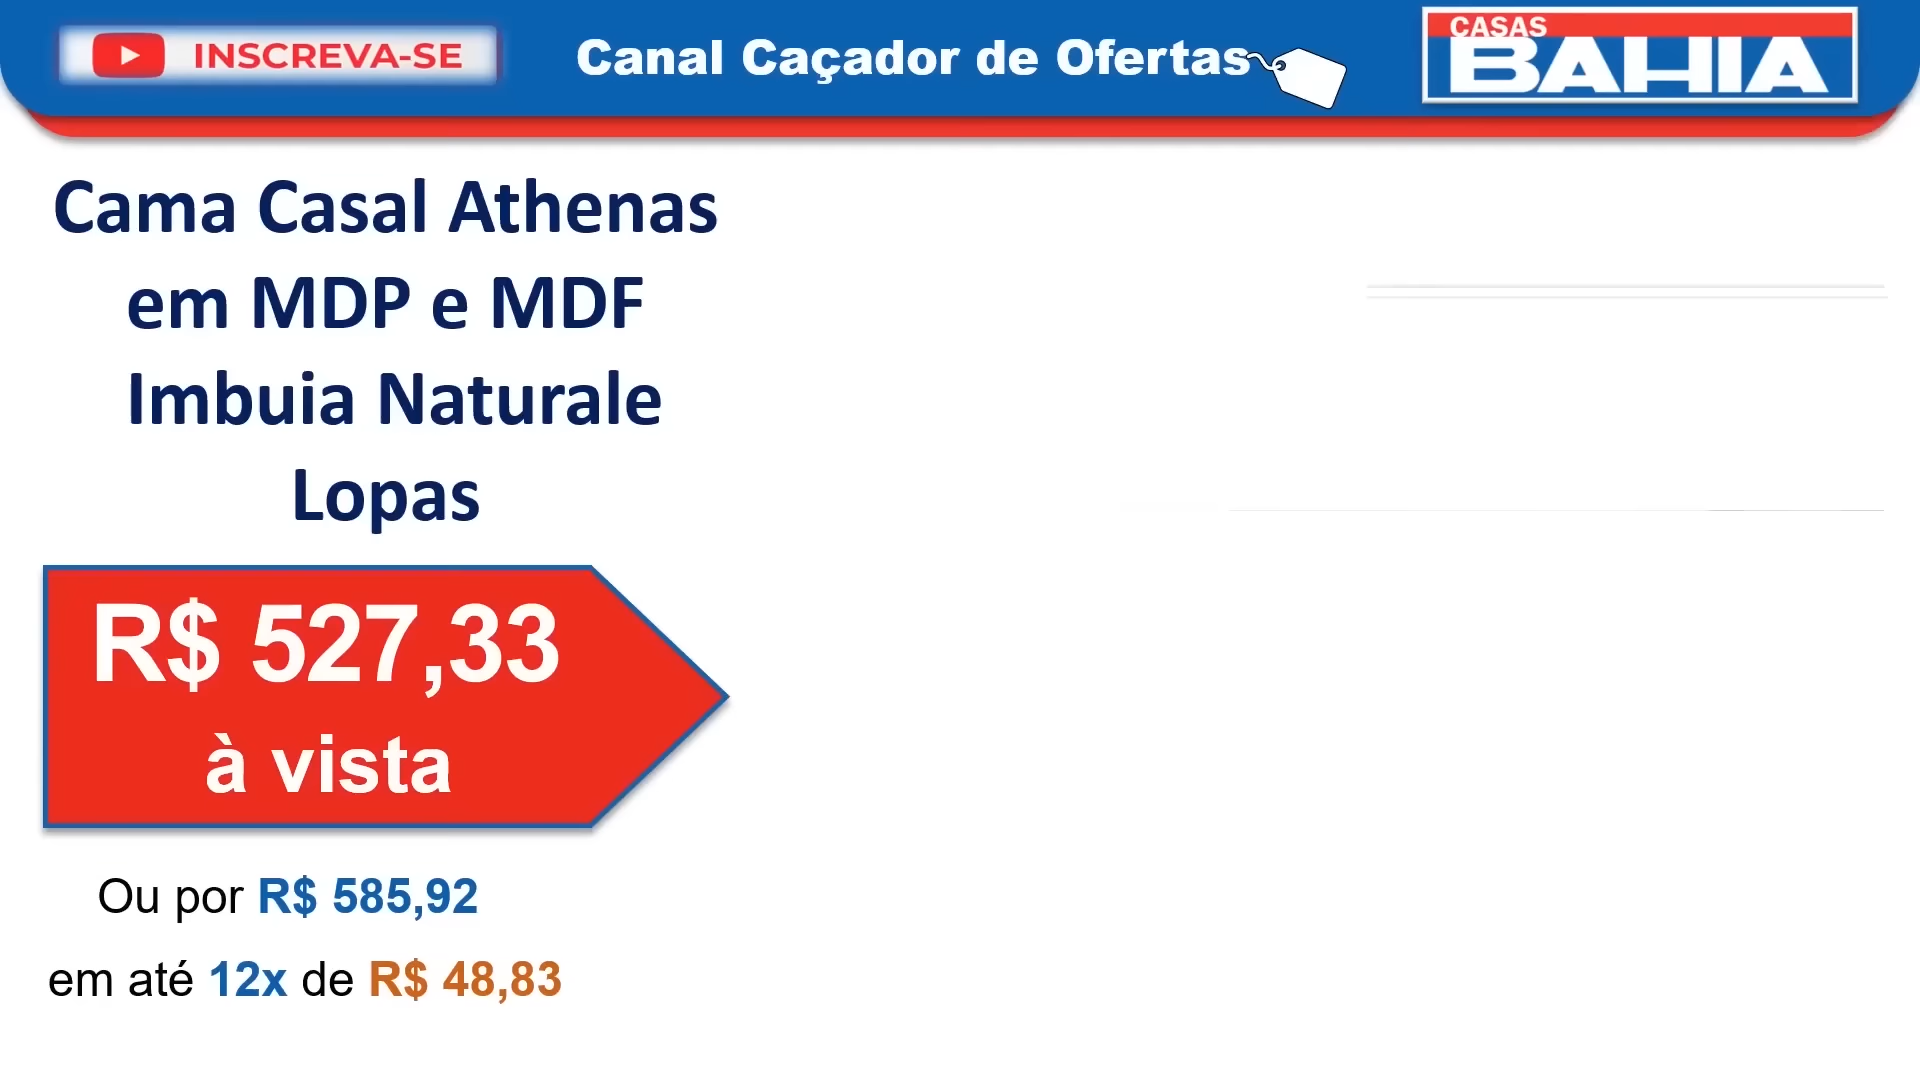 INSCREVA-SE
Canal Caçador de Ofertas
CASAS
BAHIA
Cama Casal Athenas
em MDP e MDF
Imbuia Naturale
Lopas
R$ 527,33
à vista
Ou por R$ 585,92
em até 12x de R$ 48,83